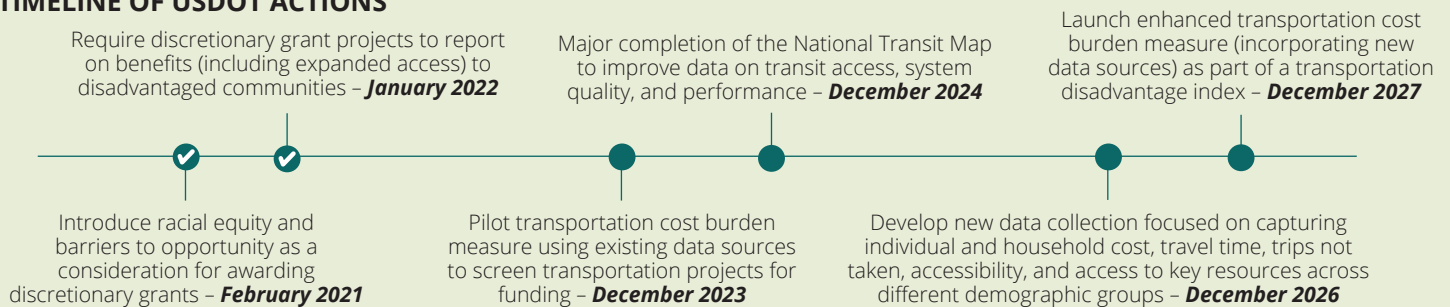 TIMELINE OF USDOT ACTIONS
Require discretionary grant projects to report
on benefits (including expanded access) to
disadvantaged communities – January 2022
Major completion of the National Transit Map
to improve data on transit access, system
quality, and performance – December 2024
Launch enhanced transportation cost
burden measure (incorporating new
data sources) as part of a transportation
disadvantage index – December 2027
Introduce racial equity and
barriers to opportunity as a
consideration for awarding
discretionary grants – February 2021
Pilot transportation cost burden
measure using existing data sources
to screen transportation projects for
funding – December 2023
Develop new data collection focused on capturing
individual and household cost, travel time, trips not
taken, accessibility, and access to key resources across
different demographic groups – December 2026